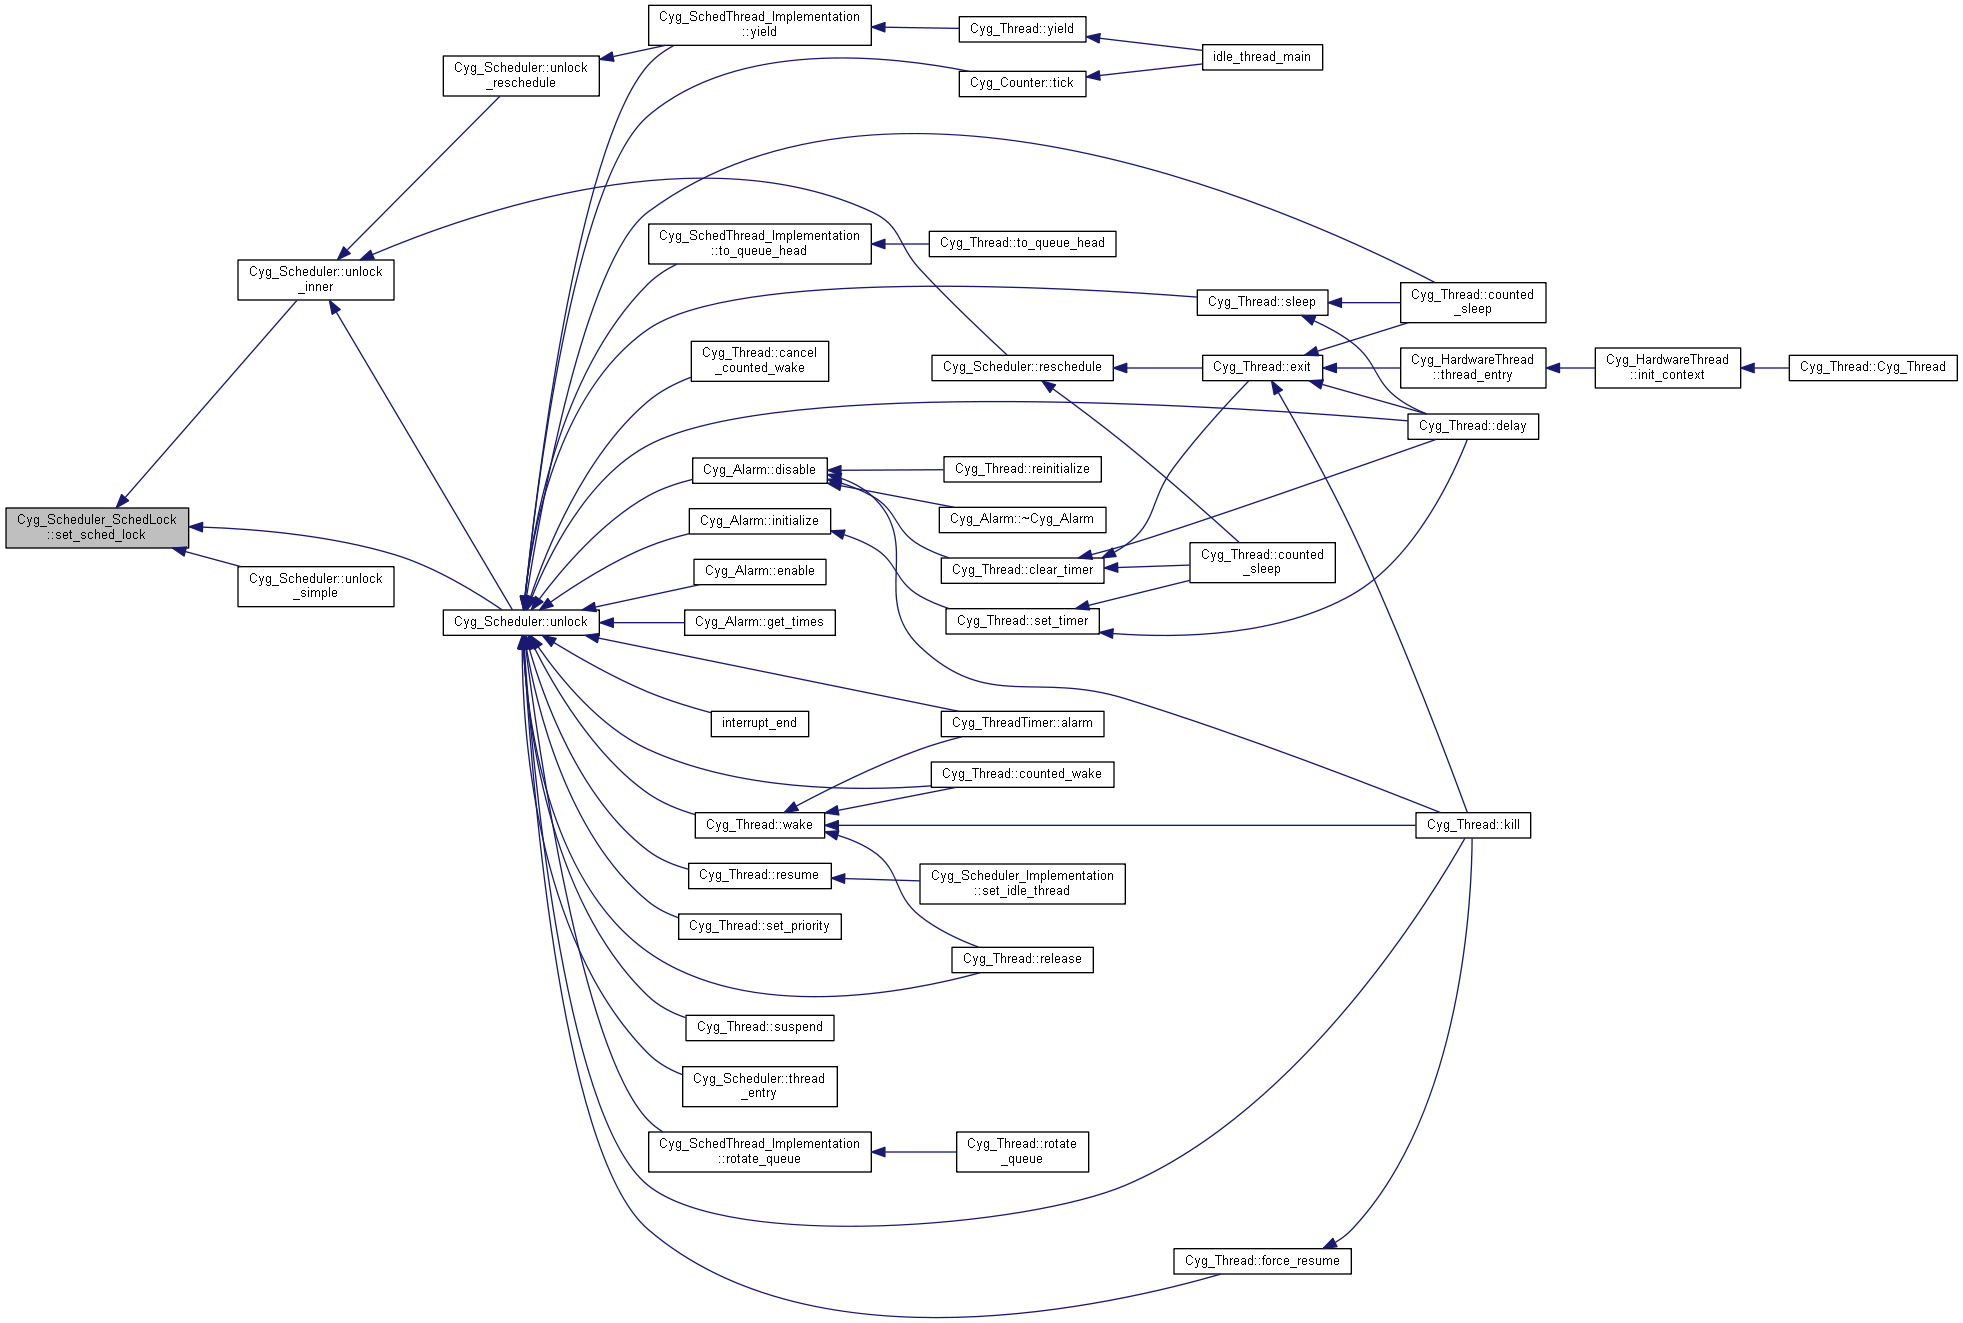 Cyg_SchedThread_Implementation
::yield
Cyg_Thread::yield
idle_thread_main
Cyg_Scheduler::unlock
_reschedule
Cyg_Counter::tick
Cyg_SchedThread_Implementation
::to_queue_head
Cyg_Thread::to_queue_head
Cyg_Scheduler::unlock
_inner
Cyg_Thread::sleep
Cyg_Thread::counted
_sleep
Cyg_Thread::cancel
_counted_wake
Cyg_Scheduler::reschedule
Cyg_Thread::exit
Cyg_HardwareThread
::thread_entry
Cyg_HardwareThread
::init_context
Cyg_Thread::Cyg_Thread
Cyg_Thread::delay
Cyg_Alarm::disable
Cyg_Thread::reinitialize
Cyg_Scheduler_SchedLock
::set_sched_lock
Cyg_Alarm::initialize
Cyg_Alarm::~Cyg_Alarm
Cyg_Scheduler::unlock
_simple
Cyg_Alarm::enable
Cyg_Thread::clear_timer
Cyg_Thread::counted
_sleep
Cyg_Scheduler::unlock
Cyg_Alarm::get_times
Cyg_Thread::set_timer
interrupt_end
Cyg_ThreadTimer::alarm
Cyg_Thread::counted_wake
Cyg_Thread::wake
Cyg_Thread::kill
Cyg_Thread::resume
Cyg_Scheduler_Implementation
::set_idle_thread
Cyg_Thread::set_priority
Cyg_Thread::release
Cyg_Thread::suspend
Cyg_Scheduler::thread
_entry
Cyg_SchedThread_Implementation
::rotate_queue
Cyg_Thread::rotate
_queue
Cyg_Thread::force_resume